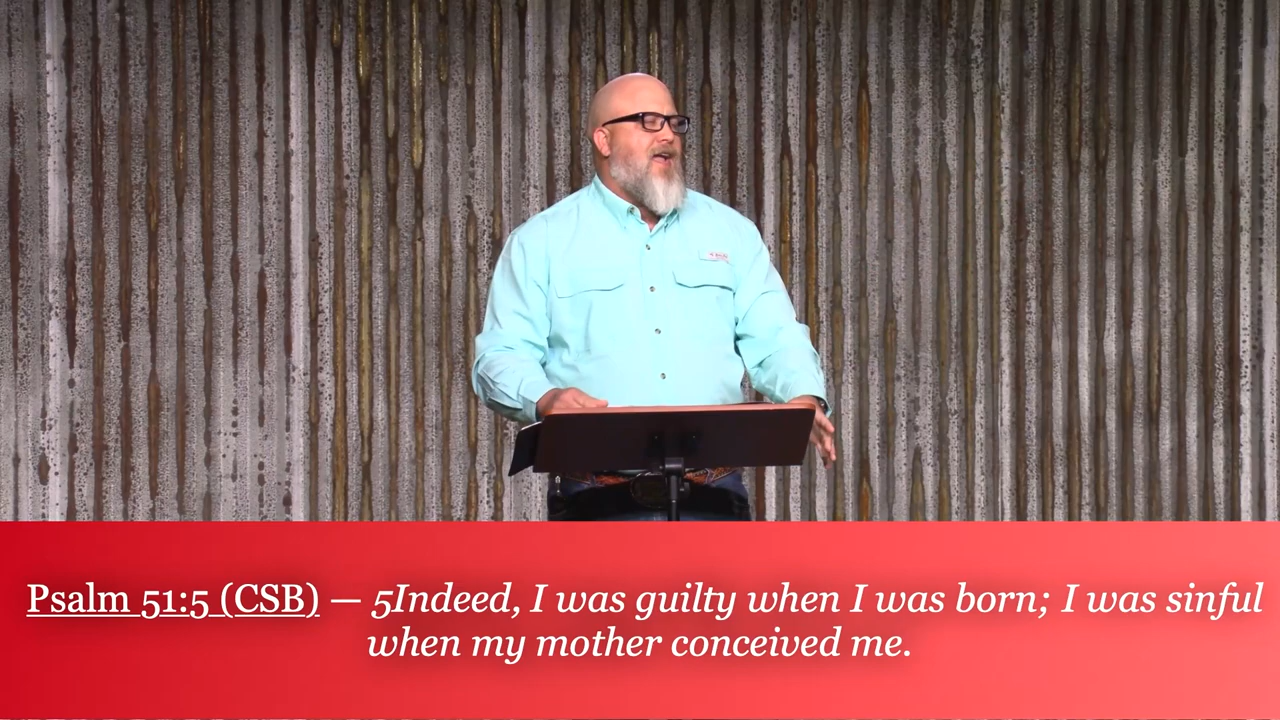 Psalm 51:5 (CSB) — 5Indeed, I was guilty when I was born; I was sinful
when my mother conceived me.